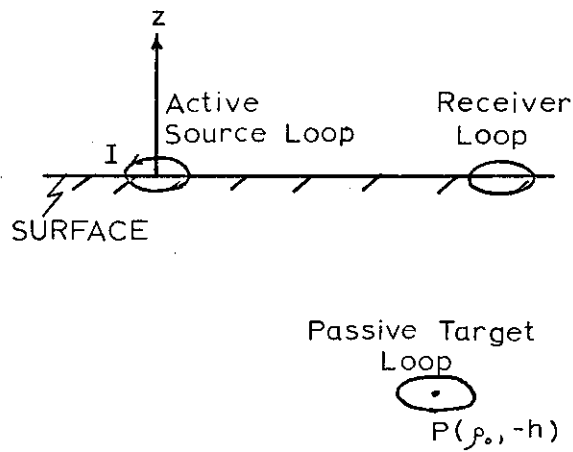 z
Active
Source Loop
Receiver
Loop
I
SURFACE
Passive Target
Loop
P(ρ₀, -h)